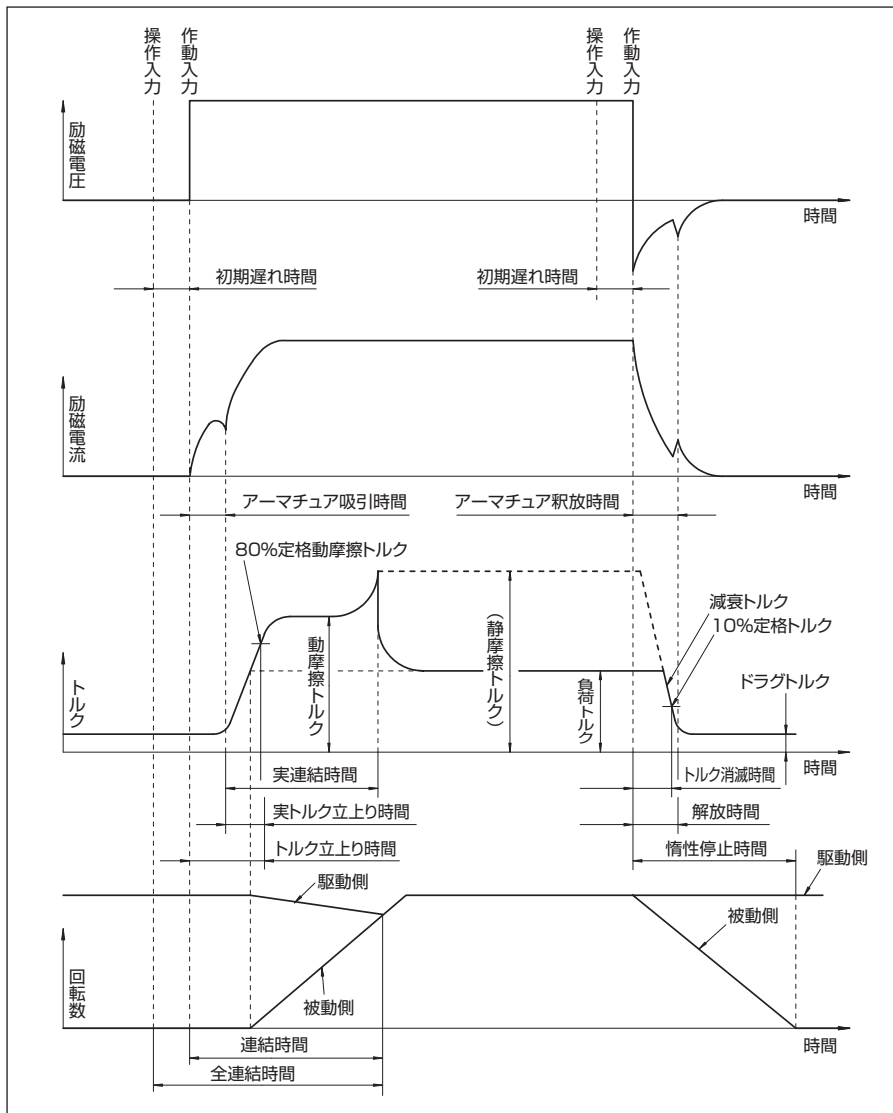 操作入力
作動入力
操作入力
作動入力
励磁電圧
時間
初期遅れ時間
初期遅れ時間
励磁電流
時間
アーマチュア吸引時間
アーマチュア釈放時間
80%定格動摩擦トルク
減衰トルク
10%定格トルク
ドラグトルク
トルク
動摩擦トルク
(静摩擦トルク)
負荷トルク
時間
実連結時間
トルク消滅時間
実トルク立上り時間
解放時間
トルク立上り時間
惰性停止時間
駆動側
駆動側
被動側
被動側
回転数
時間
連結時間
全連結時間